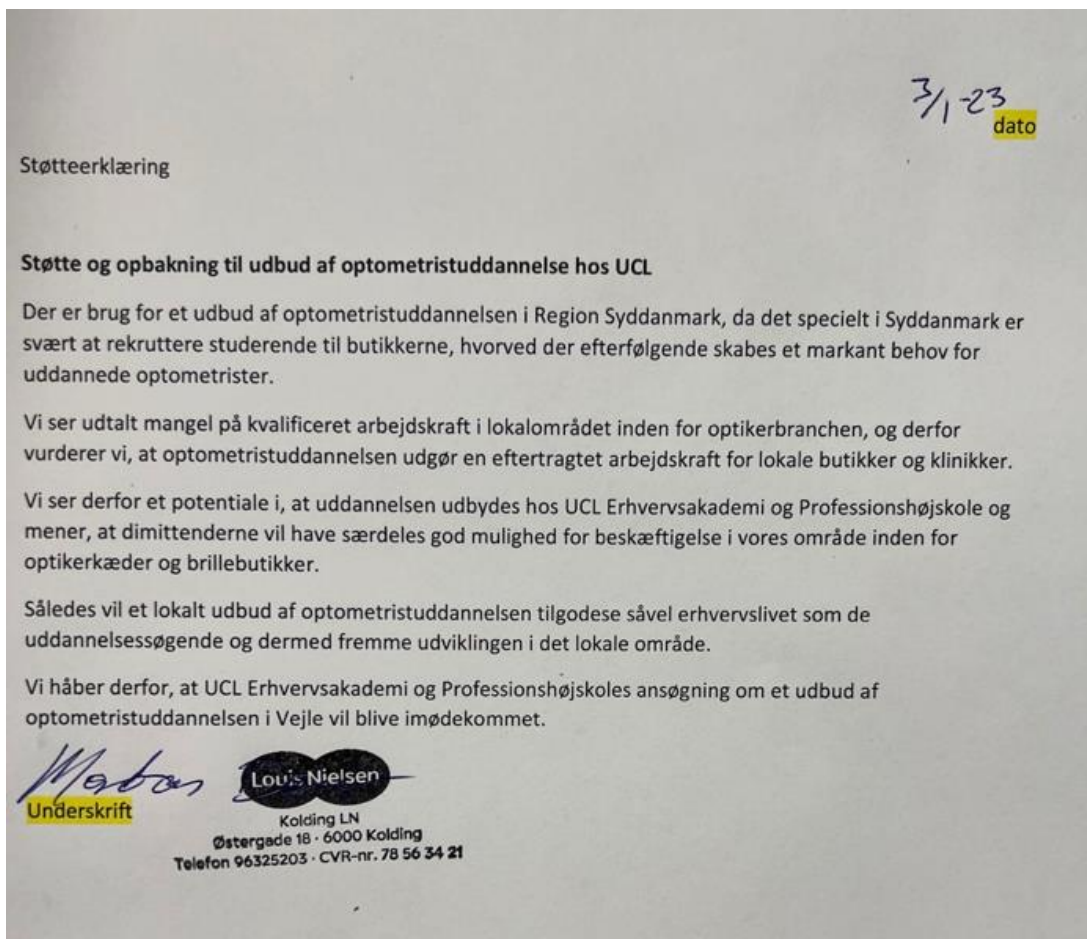 3/1-23
dato
Støtteerklæring
Støtte og opbakning til udbud af optometristuddannelse hos UCL
Der er brug for et udbud af optometristuddannelsen i Region Syddanmark, da det specielt i Syddanmark er
svært at rekruttere studerende til butikkerne, hvorved der efterfølgende skabes et markant behov for
uddannede optometrister.
Vi ser udtalt mangel på kvalificeret arbejdskraft i lokalområdet inden for optikerbranchen, og derfor
vurderer vi, at optometristuddannelsen udgør en eftertragtet arbejdskraft for lokale butikker og klinikker.
Vi ser derfor et potentiale i, at uddannelsen udbydes hos UCL Erhvervsakademi og Professionshøjskole og
mener, at dimittenderne vil have særdeles god mulighed for beskæftigelse i vores område inden for
optikerkæder og brillebutikker.
Således vil et lokalt udbud af optometristuddannelsen tilgodese såvel erhvervslivet som de
uddannelsessøgende og dermed fremme udviklingen i det lokale område.
Vi håber derfor, at UCL Erhvervsakademi og Professionshøjskoles ansøgning om et udbud af
optometristuddannelsen i Vejle vil blive imødekommet.
Louis Nielsen
Underskrift
Kolding LN
Østergade 18 · 6000 Kolding
Telefon 96325203 · CVR-nr. 78 56 34 21